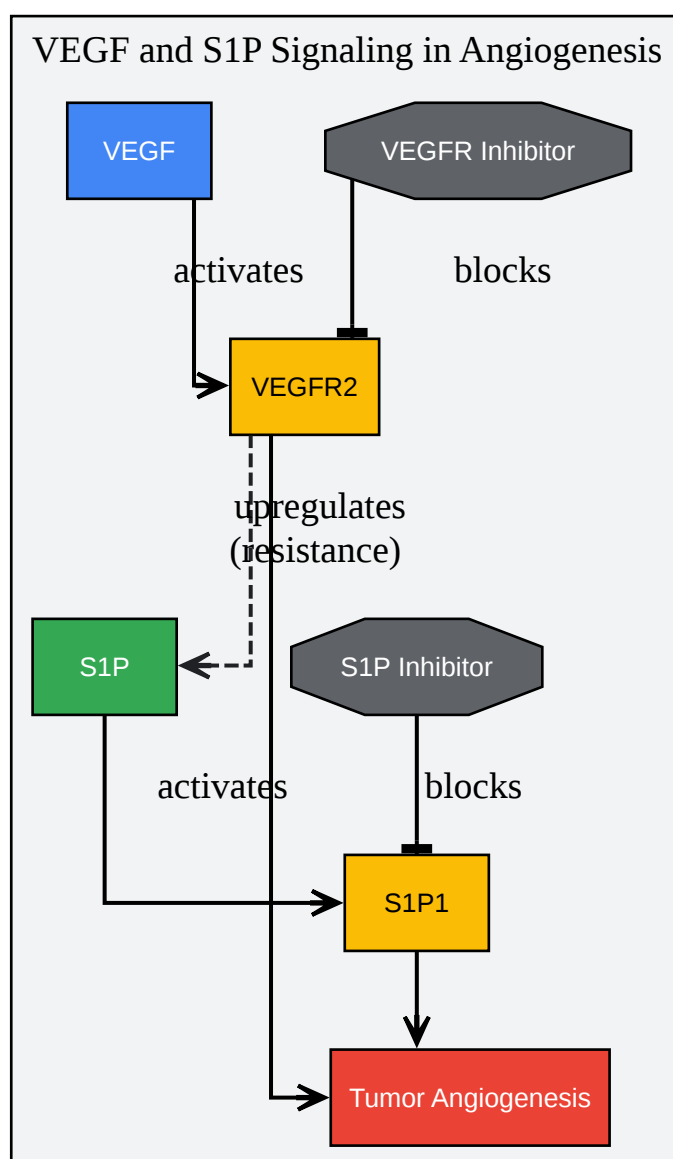 VEGF and S1P Signaling in Angiogenesis
VEGF
VEGFR Inhibitor
activates
blocks
VEGFR2
upregulates
(resistance)
S1P
S1P Inhibitor
activates
blocks
S1P1
Tumor Angiogenesis